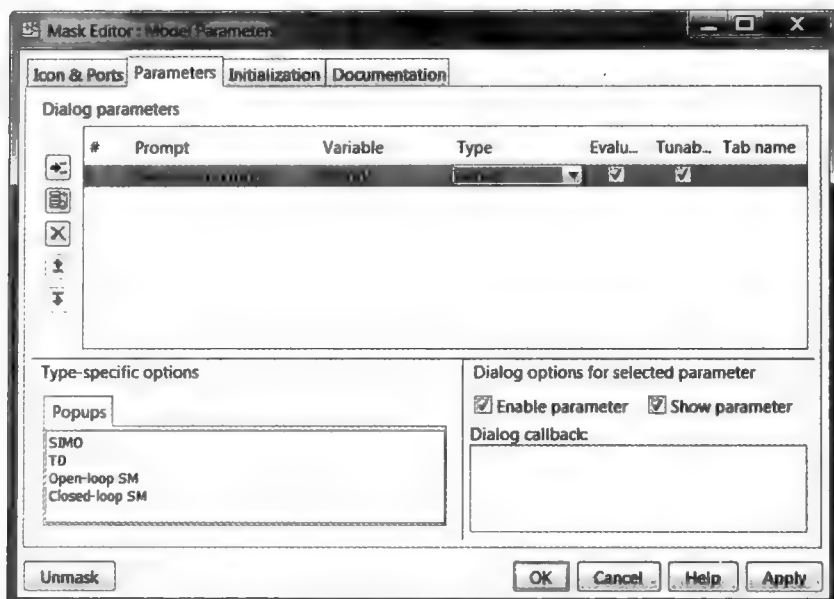 Mask Editor : Model Parameters
Icon & Ports Parameters Initialization Documentation
Dialog parameters
# Prompt Variable Type Evalu... Tunab... Tab name
Type-specific options
Popups
SIMO
TD
Open-loop SM
Closed-loop SM
Dialog options for selected parameter
Enable parameter Show parameter
Dialog callback:
Unmask OK Cancel Help Apply